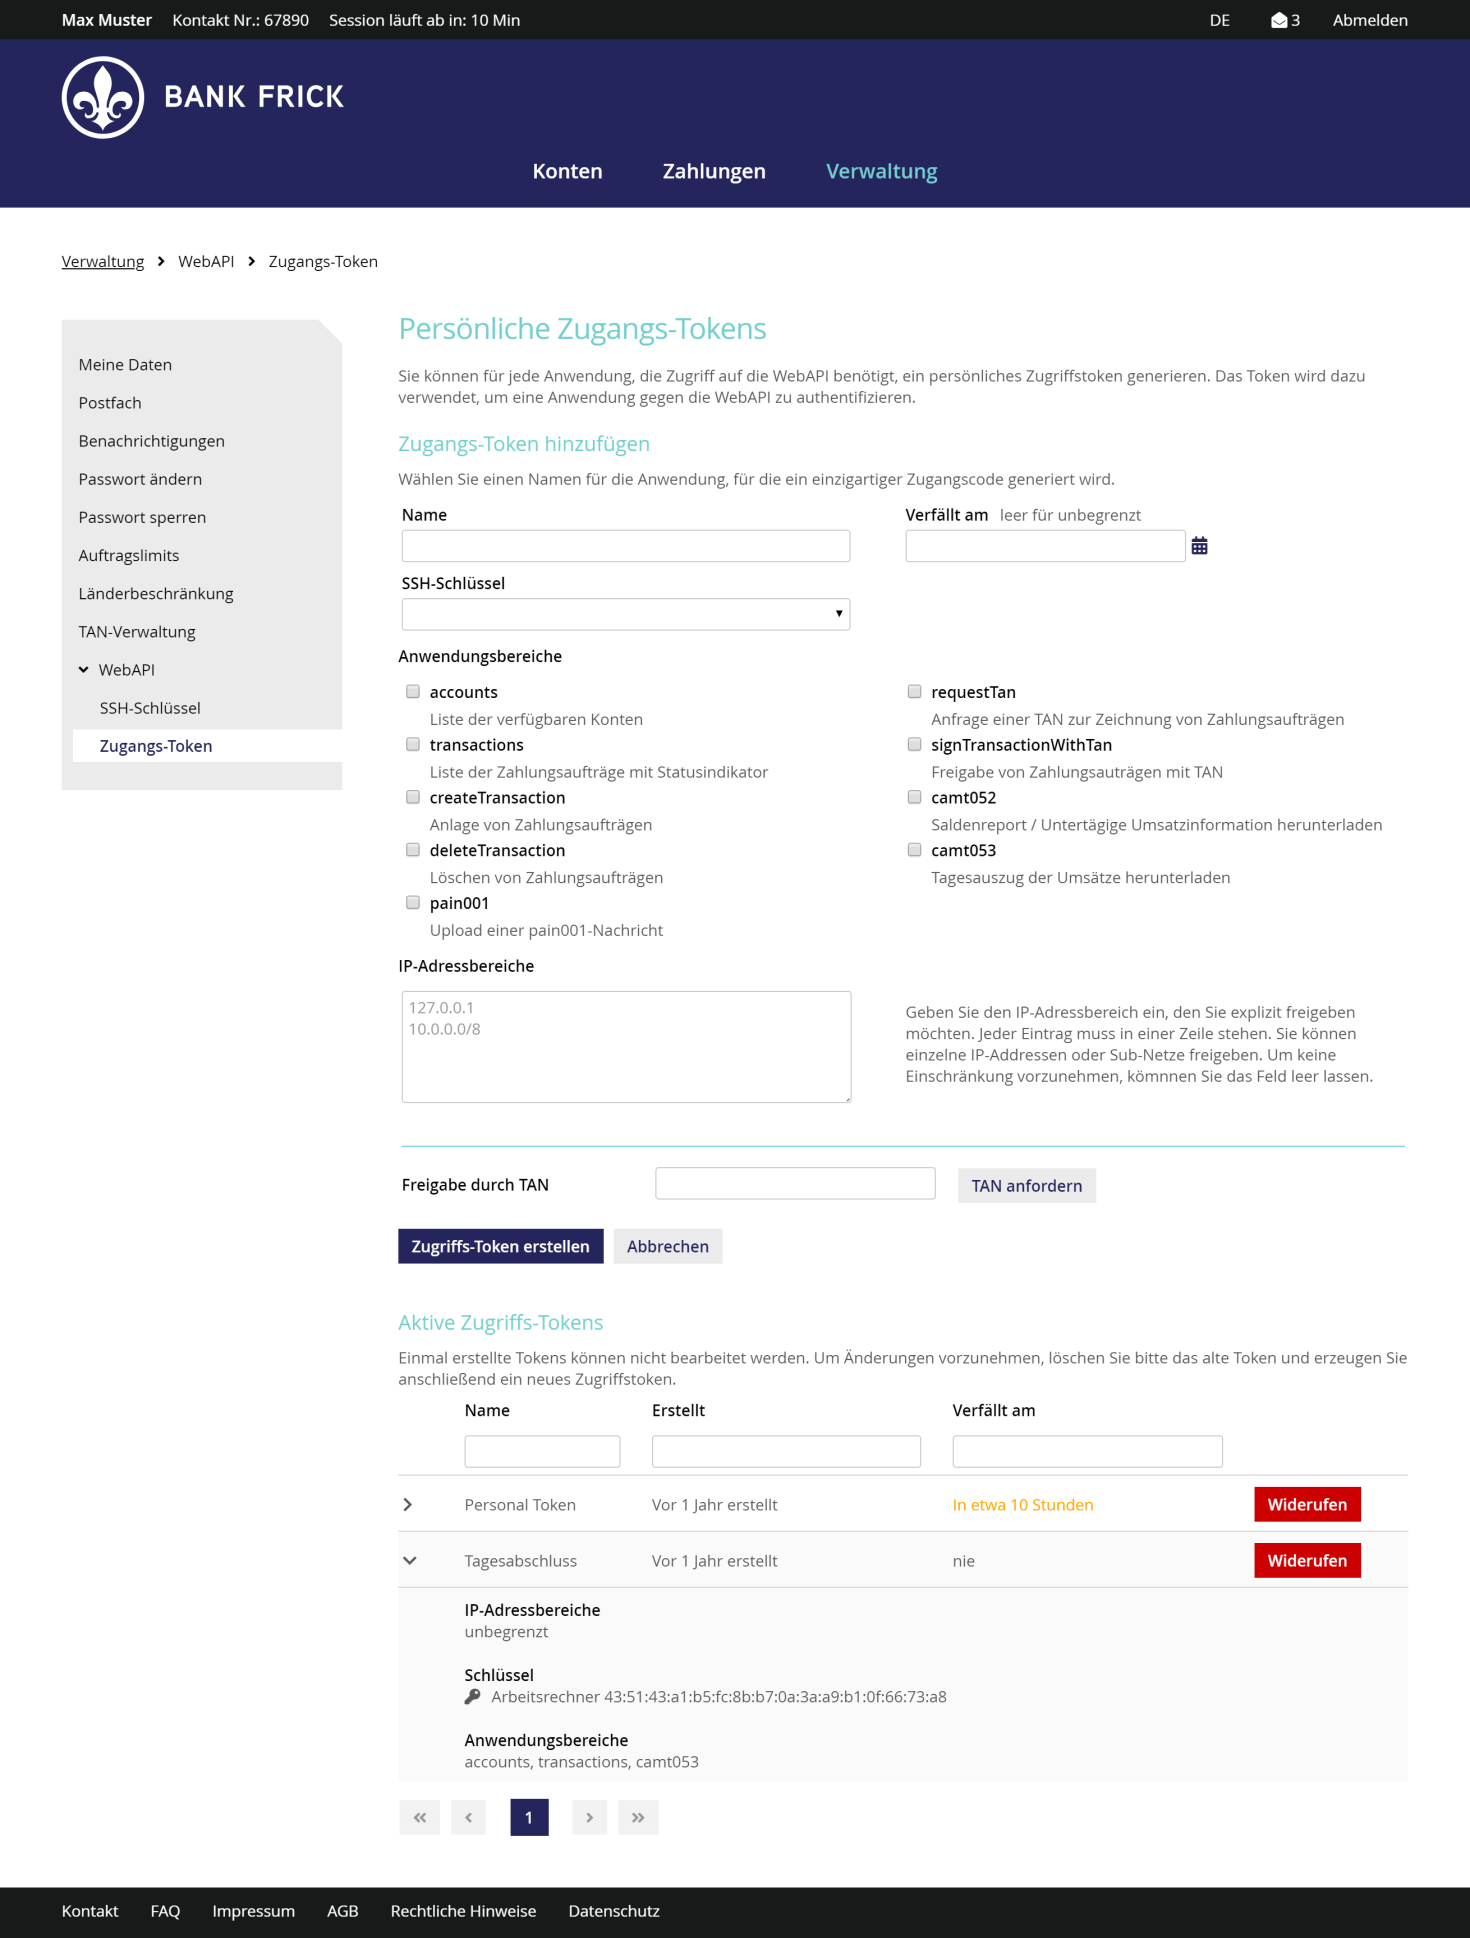 Max Muster Kontakt Nr.: 67890 Session läuft ab in: 10 Min DE 3 Abmelden
BANK FRICK
Konten Zahlungen Verwaltung
Verwaltung WebAPI Zugangs-Token
Meine Daten
Postfach
Benachrichtigungen
Passwort ändern
Passwort sperren
Auftragslimits
Länderbeschränkung
TAN-Verwaltung
WebAPI
SSH-Schlüssel
Zugangs-Token
Persönliche Zugangs-Tokens
Sie können für jede Anwendung, die Zugriff auf die WebAPI benötigt, ein persönliches Zugriffstoken generieren. Das Token wird dazu
verwendet, um eine Anwendung gegen die WebAPI zu authentifizieren.
Zugangs-Token hinzufügen
Wählen Sie einen Namen für die Anwendung, für die ein einzigartiger Zugangscode generiert wird.
Name
Verfällt am leer für unbegrenzt
SSH-Schlüssel
Anwendungsbereiche
accounts
Liste der verfügbaren Konten
transactions
Liste der Zahlungsaufträge mit Statusindikator
createTransaction
Anlage von Zahlungsaufträgen
deleteTransaction
Löschen von Zahlungsaufträgen
pain001
Upload einer pain001-Nachricht
requestTan
Anfrage einer TAN zur Zeichnung von Zahlungsaufträgen
signTransactionWithTan
Freigabe von Zahlungsauträgen mit TAN
camt052
Saldenreport / Untertägige Umsatzinformation herunterladen
camt053
Tagesauszug der Umsätze herunterladen
IP-Adressbereiche
127.0.0.1
10.0.0.0/8
Geben Sie den IP-Adressbereich ein, den Sie explizit freigeben
möchten. Jeder Eintrag muss in einer Zeile stehen. Sie können
einzelne IP-Addressen oder Sub-Netze freigeben. Um keine
Einschränkung vorzunehmen, kömnnen Sie das Feld leer lassen.
Freigabe durch TAN TAN anfordern
Zugriffs-Token erstellen Abbrechen
Aktive Zugriffs-Tokens
Einmal erstellte Tokens können nicht bearbeitet werden. Um Änderungen vorzunehmen, löschen Sie bitte das alte Token und erzeugen Sie
anschließend ein neues Zugriffstoken.
Name Erstellt Verfällt am
Personal Token Vor 1 Jahr erstellt In etwa 10 Stunden Widerufen
Tagesabschluss Vor 1 Jahr erstellt nie Widerufen
IP-Adressbereiche
unbegrenzt
Schlüssel
Arbeitsrechner 43:51:43:a1:b5:fc:8b:b7:0a:3a:a9:b1:0f:66:73:a8
Anwendungsbereiche
accounts, transactions, camt053
1
Kontakt FAQ Impressum AGB Rechtliche Hinweise Datenschutz